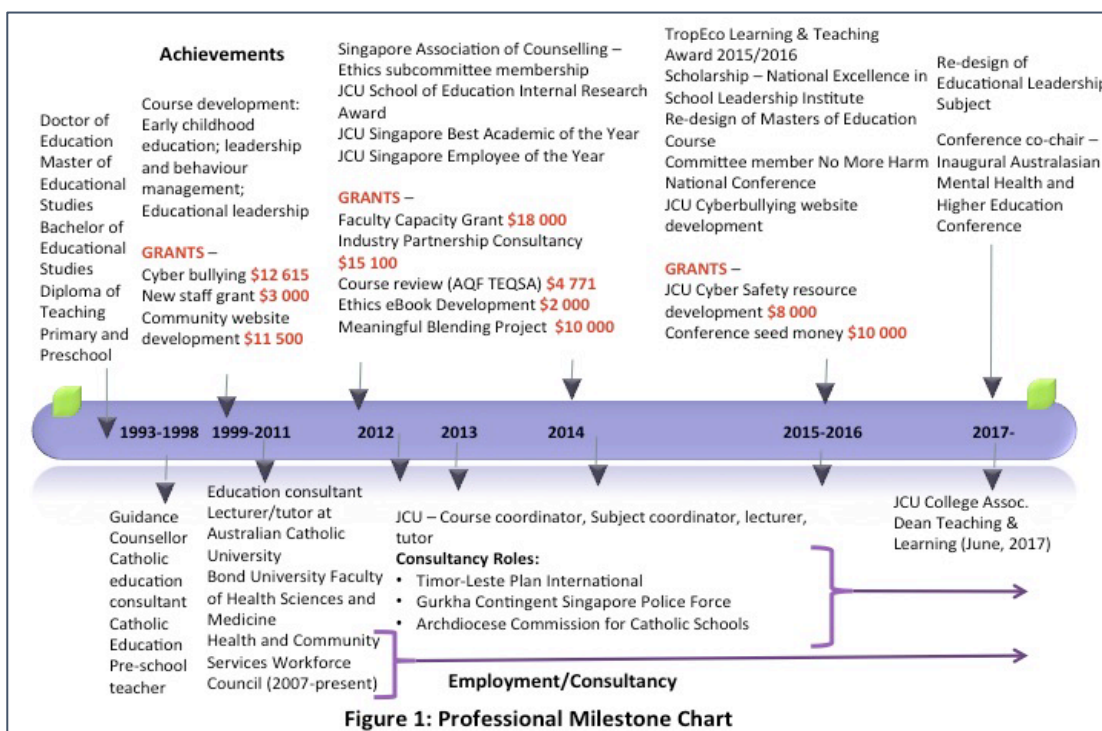 Achievements
Doctor of
Education
Master of
Educational
Studies
Bachelor of
Educational
Studies
Diploma of
Teaching
Primary and
Preschool
Course development:
Early childhood
education; leadership
and behaviour
management;
Educational leadership
GRANTS –
Cyber bullying $12 615
New staff grant $3 000
Community website
development $11 500
Singapore Association of Counselling –
Ethics subcommittee membership
JCU School of Education Internal Research
Award
JCU Singapore Best Academic of the Year
JCU Singapore Employee of the Year
GRANTS –
Faculty Capacity Grant $18 000
Industry Partnership Consultancy
$15 100
Course review (AQF TEQSA) $4 771
Ethics eBook Development $2 000
Meaningful Blending Project $10 000
TropEco Learning & Teaching
Award 2015/2016
Scholarship – National Excellence in
School Leadership Institute
Re-design of Masters of Education
Course
Committee member No More Harm
National Conference
JCU Cyberbullying website
development
GRANTS –
JCU Cyber Safety resource
development $8 000
Conference seed money $10 000
Re-design of
Educational Leadership
Subject
Conference co-chair –
Inaugural Australasian
Mental Health and
Higher Education
Conference
1993-1998 1999-2011 2012 2013 2014 2015-2016 2017-
Guidance
Counsellor
Catholic
education
consultant
Catholic
Education
Pre-school
teacher
Education consultant
Lecturer/tutor at
Australian Catholic
University
Bond University Faculty
of Health Sciences and
Medicine
Health and Community
Services Workforce
Council (2007-present)
JCU – Course coordinator, Subject coordinator, lecturer,
tutor
Consultancy Roles:
• Timor-Leste Plan International
• Gurkha Contingent Singapore Police Force
• Archdiocese Commission for Catholic Schools
JCU College Assoc.
Dean Teaching &
Learning (June, 2017)
Employment/Consultancy
Figure 1: Professional Milestone Chart